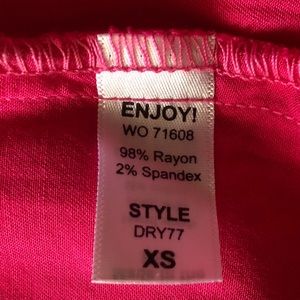 ENJOY!
WO 71608
98% Rayon
2% Spandex
STYLE
DRY77
XS